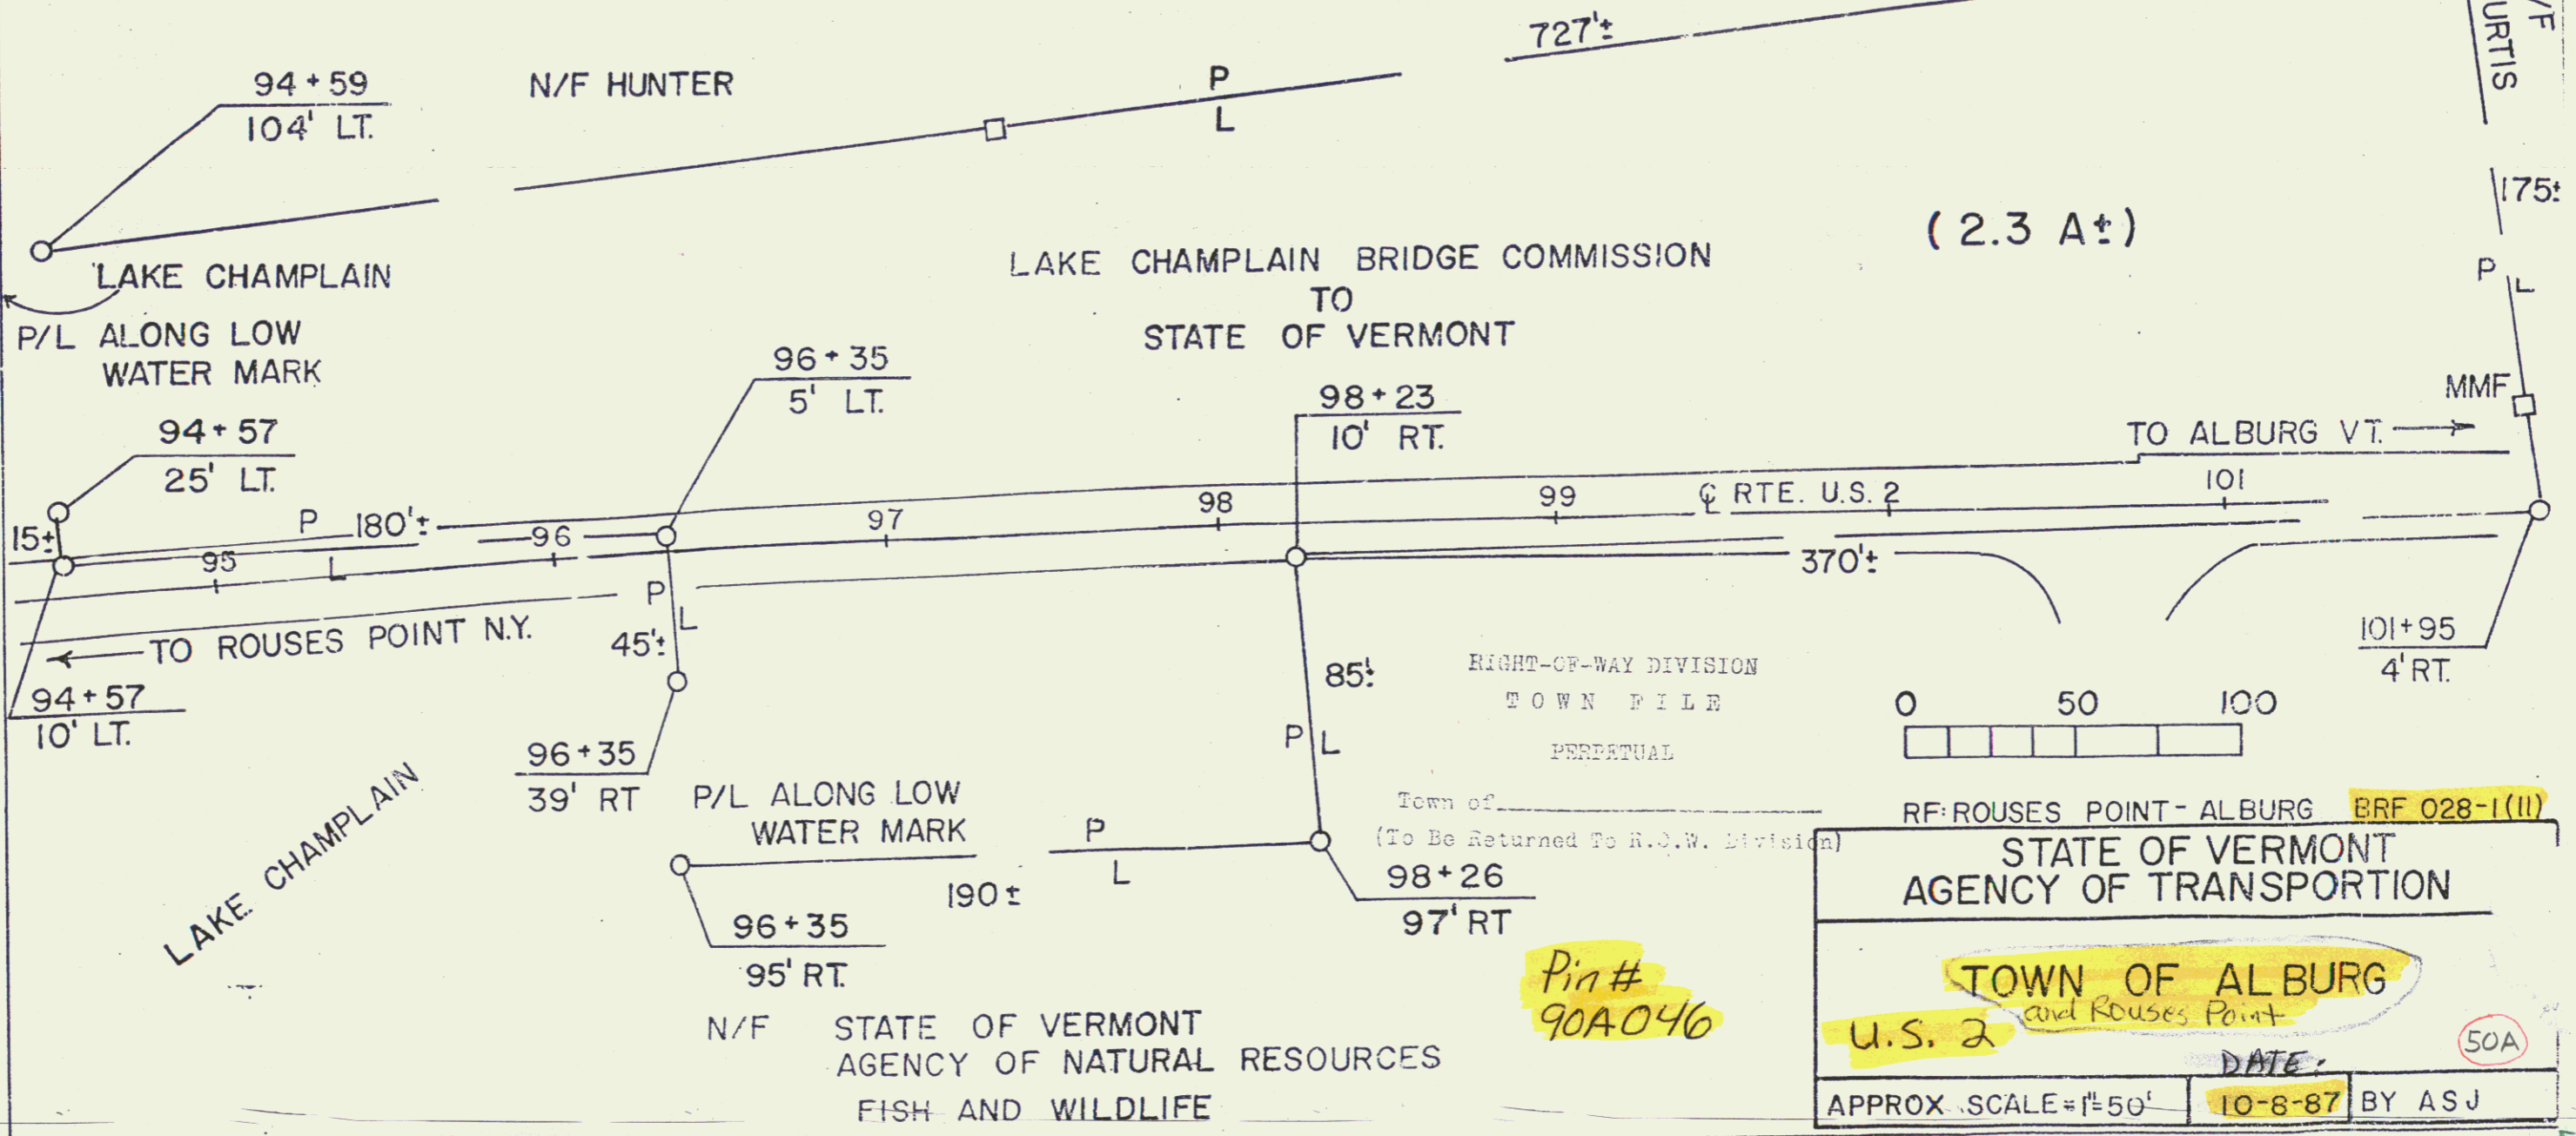 727'±
/F
URTIS
94+59
104' LT.
N/F HUNTER
P
L
175±
(2.3 A±)
LAKE CHAMPLAIN
P/L ALONG LOW
WATER MARK
LAKE CHAMPLAIN BRIDGE COMMISSION
TO
STATE OF VERMONT
P
L
96+35
5' LT.
98+23
10' RT.
MMF
94+57
25' LT.
TO ALBURG VT.
15±
P
L
180'±
95
96
97
98
99
℄ RTE. U.S. 2
101
370'±
TO ROUSES POINT N.Y.
P
L
45'±
94+57
10' LT.
96+35
39' RT
85'±
P
L
RIGHT-OF-WAY DIVISION
TOWN FILE
PERPETUAL
Town of
(To Be Returned To R.O.W. Division)
101+95
4' RT.
0 50 100
LAKE CHAMPLAIN
P/L ALONG LOW
WATER MARK
P
L
190±
98+26
97' RT
96+35
95' RT.
N/F STATE OF VERMONT
AGENCY OF NATURAL RESOURCES
FISH AND WILDLIFE
Pin #
90A046
RF: ROUSES POINT - ALBURG BRF 028-1(11)
STATE OF VERMONT
AGENCY OF TRANSPORTION
TOWN OF ALBURG
and Rouses Point
U.S. 2
50A
DATE:
APPROX. SCALE = 1"=50'
10-8-87
BY ASJ